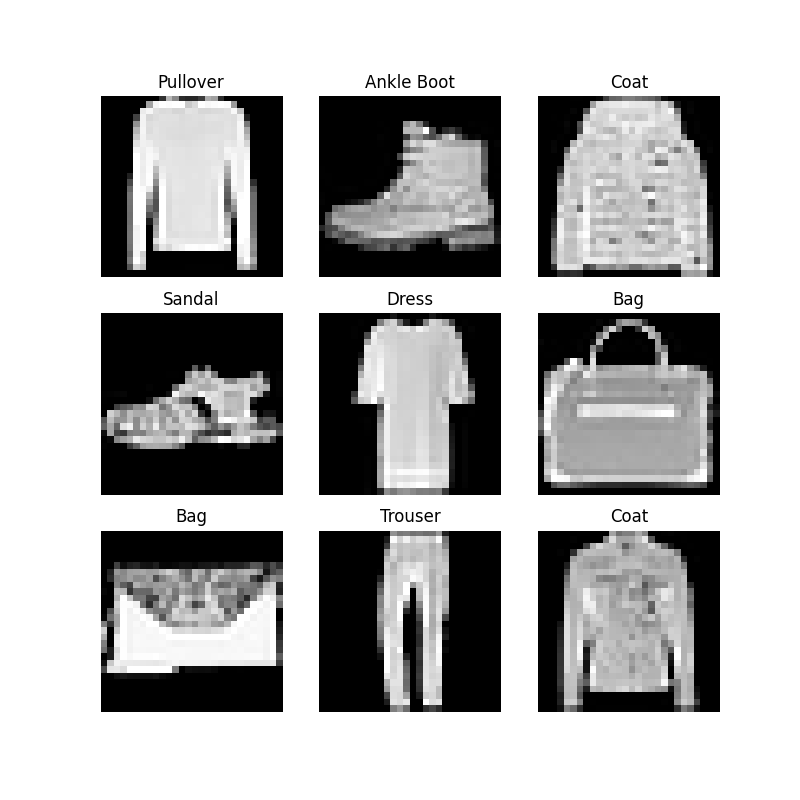 Pullover
Ankle Boot
Coat
Sandal
Dress
Bag
Bag
Trouser
Coat